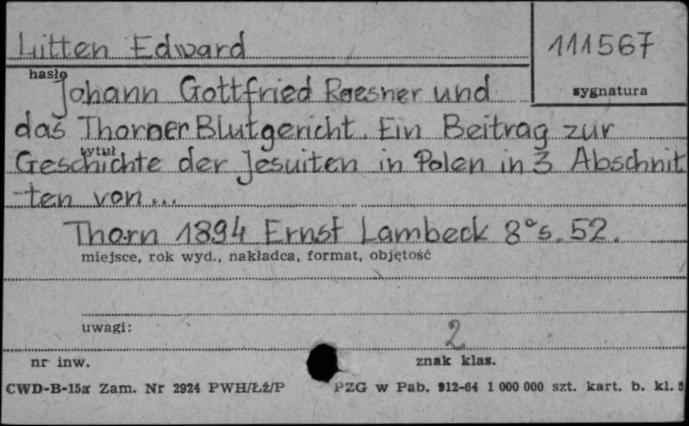 Litten Edward
111567
hasło
sygnatura
Johann Gottfried Roesner und
das Thorner Blutgericht. Ein Beitrag zur
tytuł
Geschichte der Jesuiten in Polen in 3 Abschnit
-ten von...
Thorn 1894 Ernst Lambeck 8° s. 52.
miejsce, rok wyd., nakładca, format, objętość
uwagi:
2
nr inw.
znak klas.
CWD-B-15a Zam. Nr 2924 PWH/Łź/P PZG w Pab. 912-64 1 000 000 szt. kart. b. kl. 5